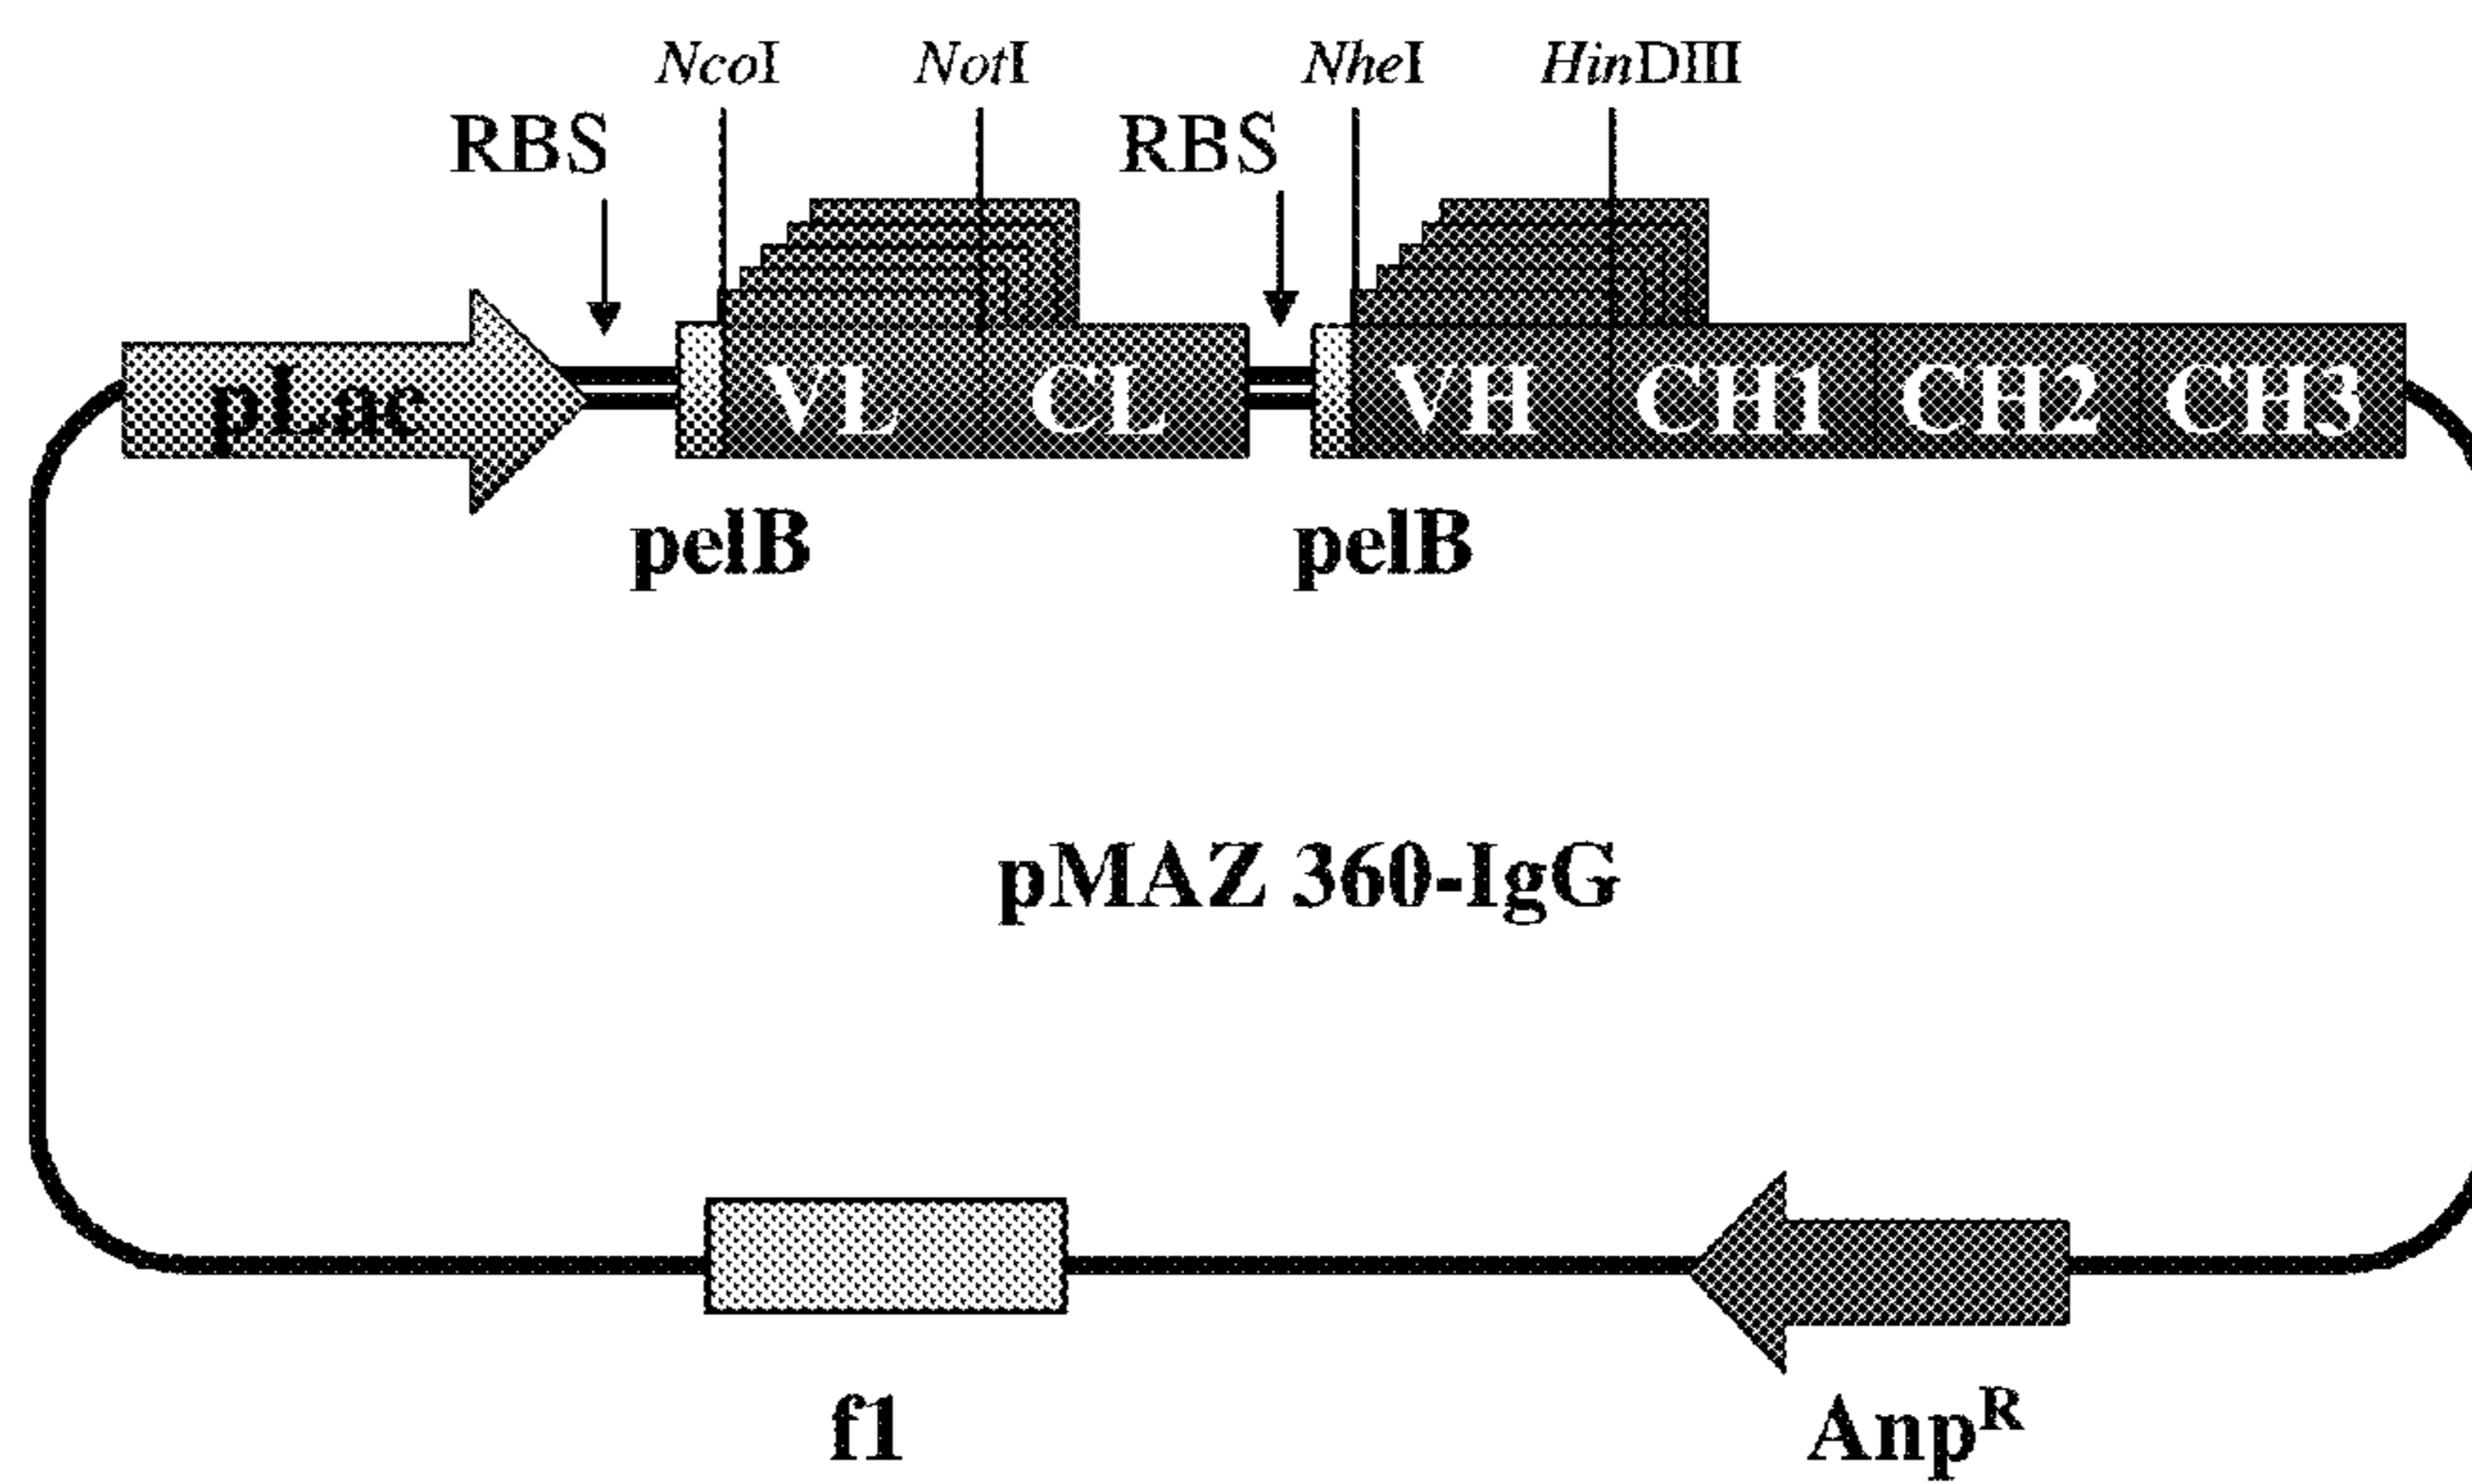 NcoI NotI NheI HinDIII
RBS RBS
pLac VL CL VH CH1 CH2 CH3
pelB pelB
pMAZ 360-IgG
f1 Anpᴿ